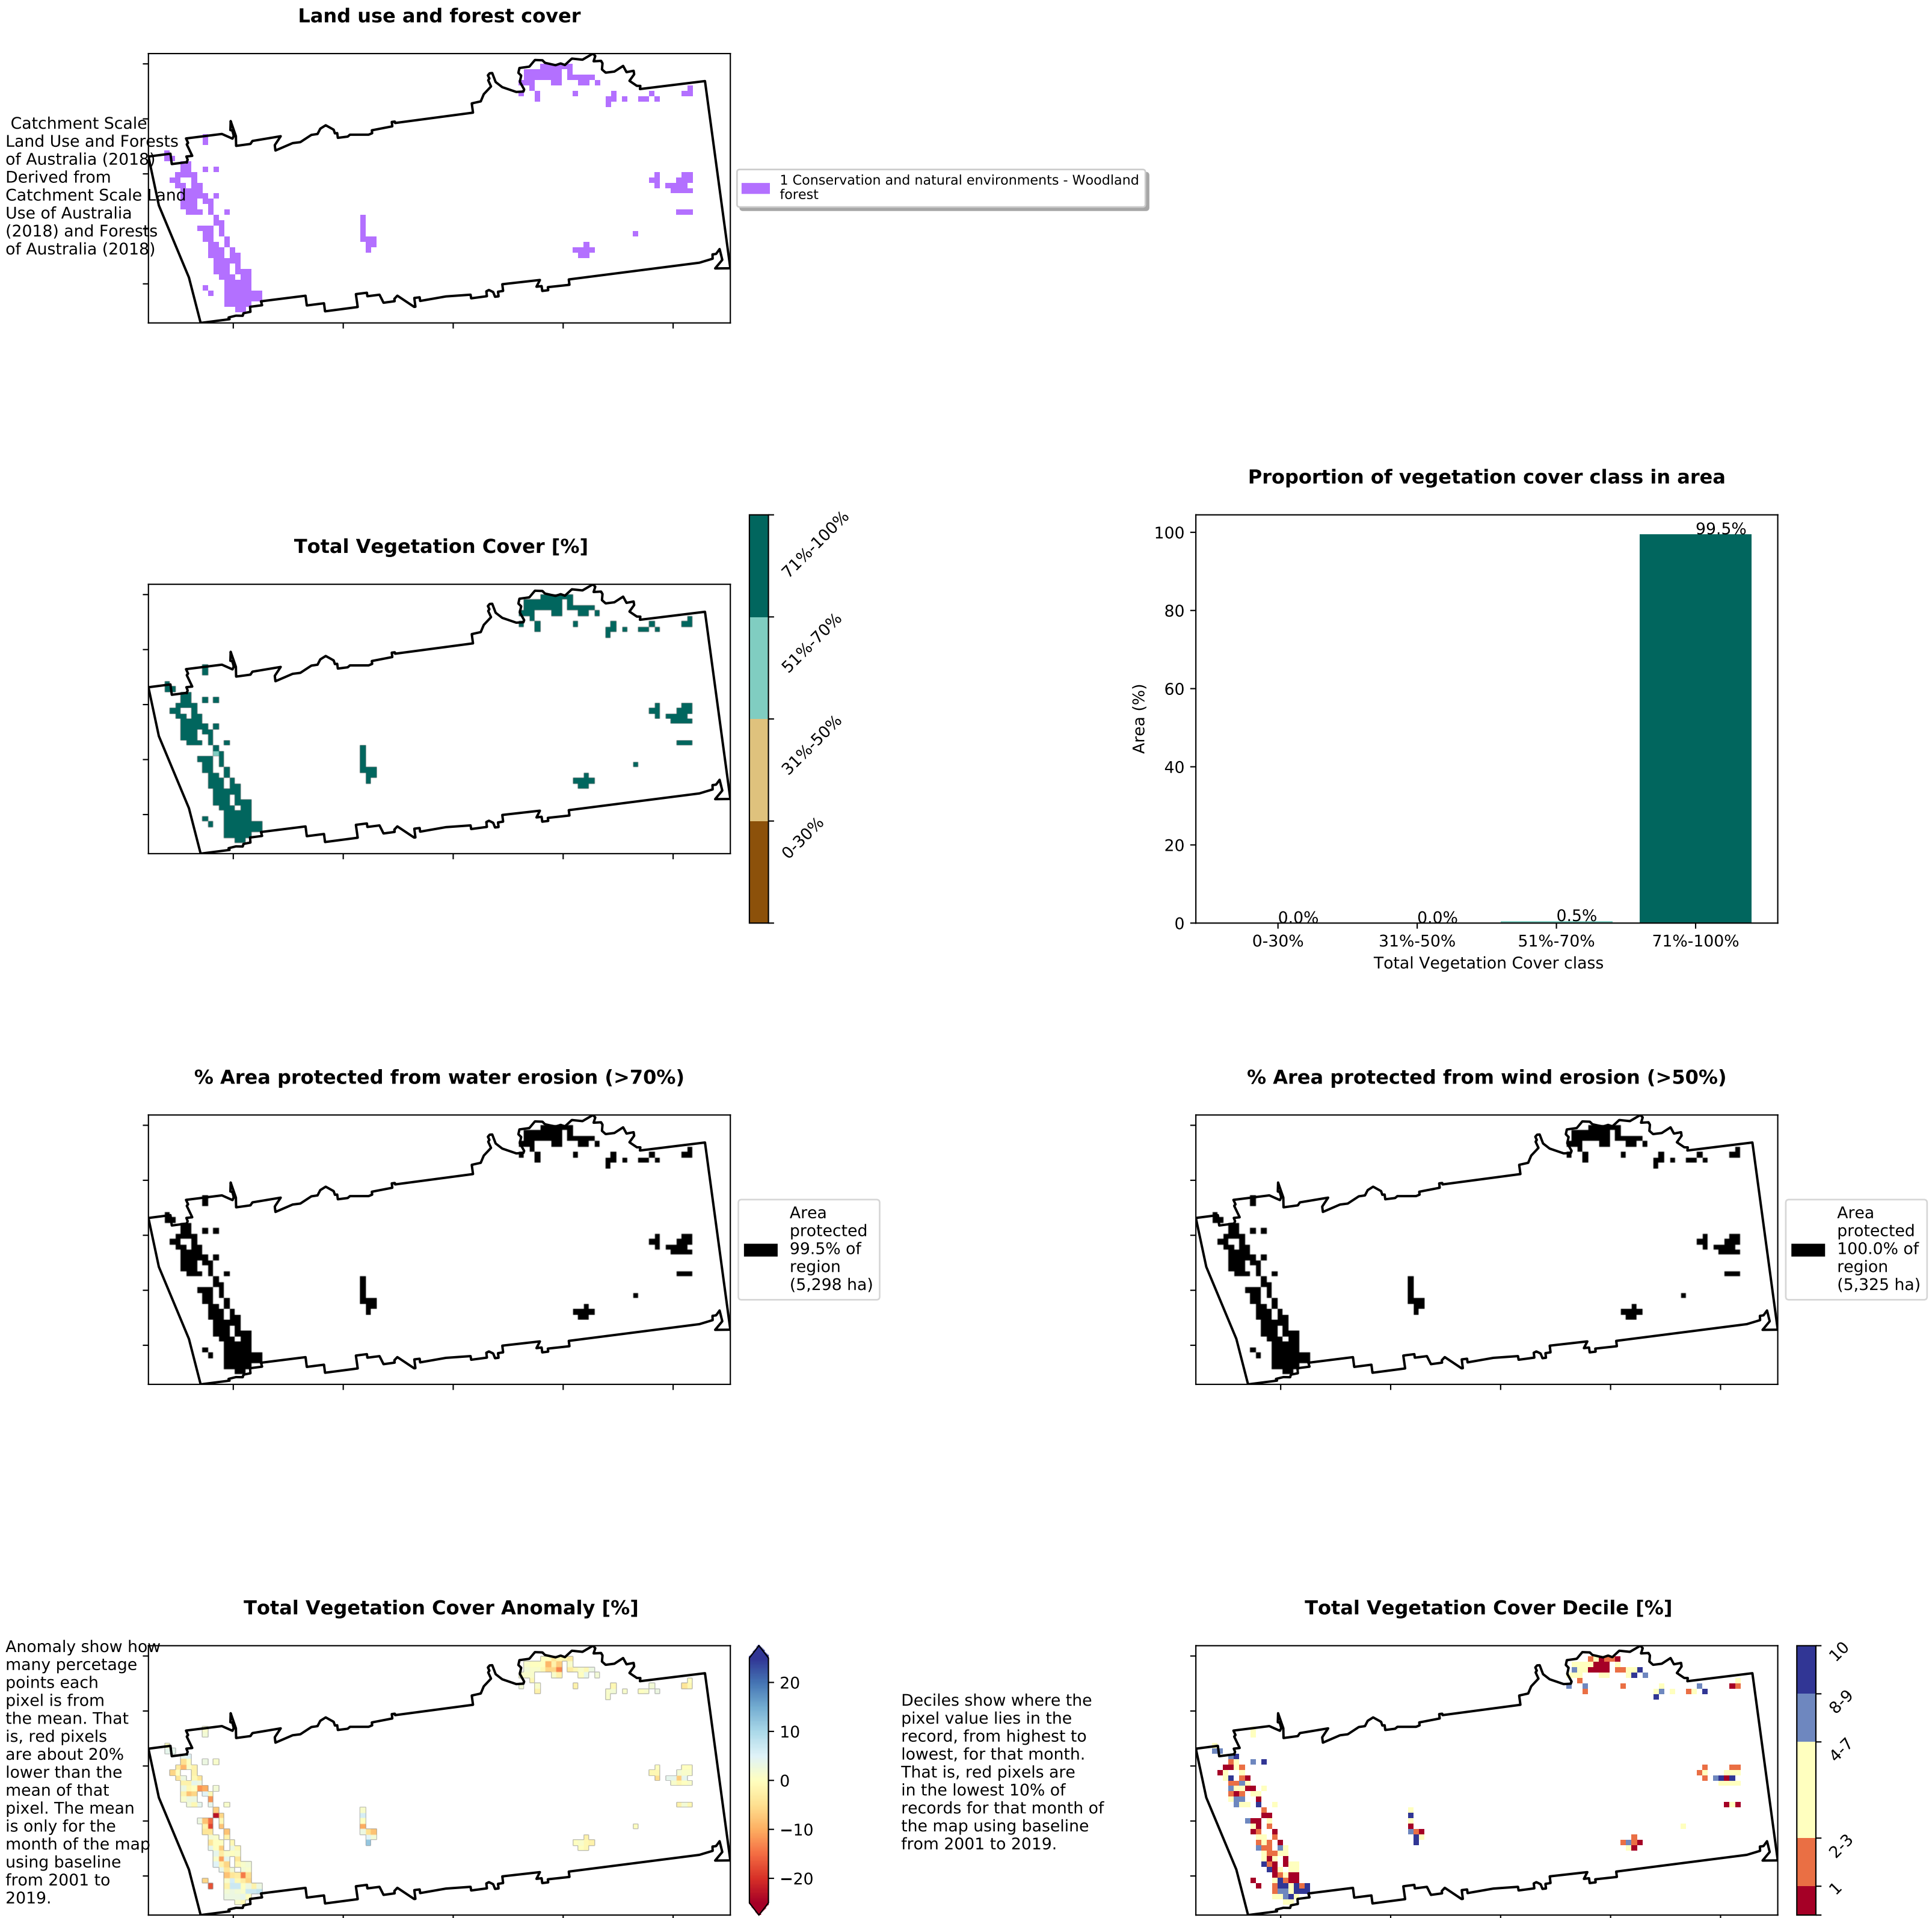 Land use and forest cover
Catchment Scale
Land Use and Forests
of Australia (2018)
Derived from
Catchment Scale Land
Use of Australia
(2018) and Forests
of Australia (2018)
1 Conservation and natural environments - Woodland
forest
Total Vegetation Cover [%]
71%-100%
51%-70%
31%-50%
0-30%
Proportion of vegetation cover class in area
Area (%)
100
80
60
40
20
0
0.0%
0.0%
0.5%
99.5%
0-30%
31%-50%
51%-70%
71%-100%
Total Vegetation Cover class
% Area protected from water erosion (>70%)
Area
protected
99.5% of
region
(5,298 ha)
% Area protected from wind erosion (>50%)
Area
protected
100.0% of
region
(5,325 ha)
Total Vegetation Cover Anomaly [%]
Anomaly show how
many percetage
points each
pixel is from
the mean. That
is, red pixels
are about 20%
lower than the
mean of that
pixel. The mean
is only for the
month of the map
using baseline
from 2001 to
2019.
20
10
0
−10
−20
Deciles show where the
pixel value lies in the
record, from highest to
lowest, for that month.
That is, red pixels are
in the lowest 10% of
records for that month of
the map using baseline
from 2001 to 2019.
Total Vegetation Cover Decile [%]
10
8-9
4-7
2-3
1